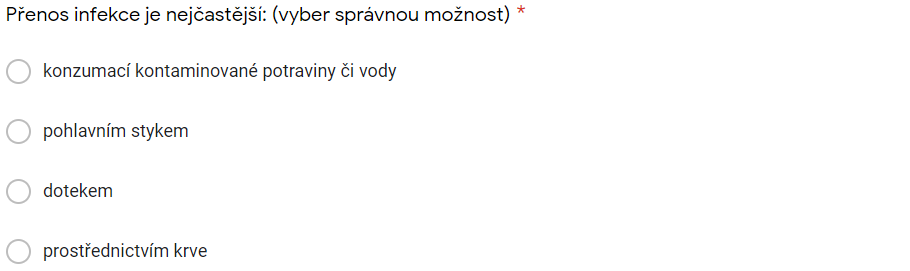 Přenos infekce je nejčastější: (vyber správnou možnost) *
konzumací kontaminované potraviny či vody
pohlavním stykem
dotekem
prostřednictvím krve